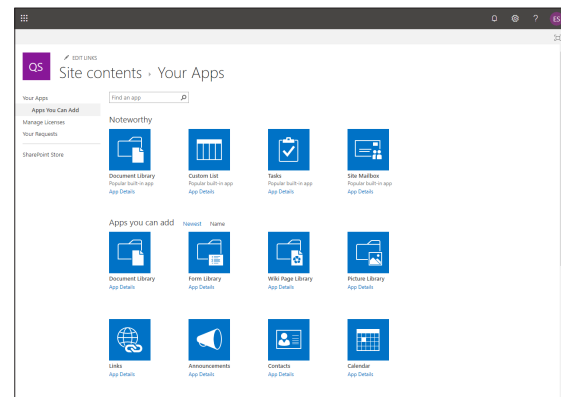 ?
ES
QS
EDIT LINKS
Site contents › Your Apps
Your Apps
Apps You Can Add
Manage Licenses
Your Requests
SharePoint Store
Find an app
Noteworthy
Document Library
Popular built-in app
App Details
Custom List
Popular built-in app
App Details
Tasks
Popular built-in app
App Details
Site Mailbox
Popular built-in app
App Details
Apps you can add Newest Name
Document Library
App Details
Form Library
App Details
Wiki Page Library
App Details
Picture Library
App Details
Links
App Details
Announcements
App Details
Contacts
App Details
Calendar
App Details